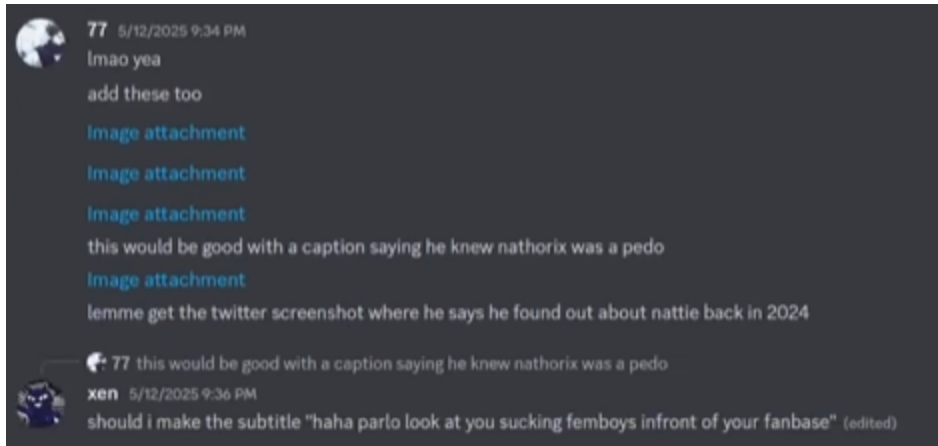 77 5/12/2025 9:34 PM
lmao yea
add these too
Image attachment
Image attachment
Image attachment
this would be good with a caption saying he knew nathorix was a pedo
Image attachment
lemme get the twitter screenshot where he says he found out about nattie back in 2024
77 this would be good with a caption saying he knew nathorix was a pedo
xen 5/12/2025 9:36 PM
should i make the subtitle "haha parlo look at you sucking femboys infront of your fanbase" (edited)